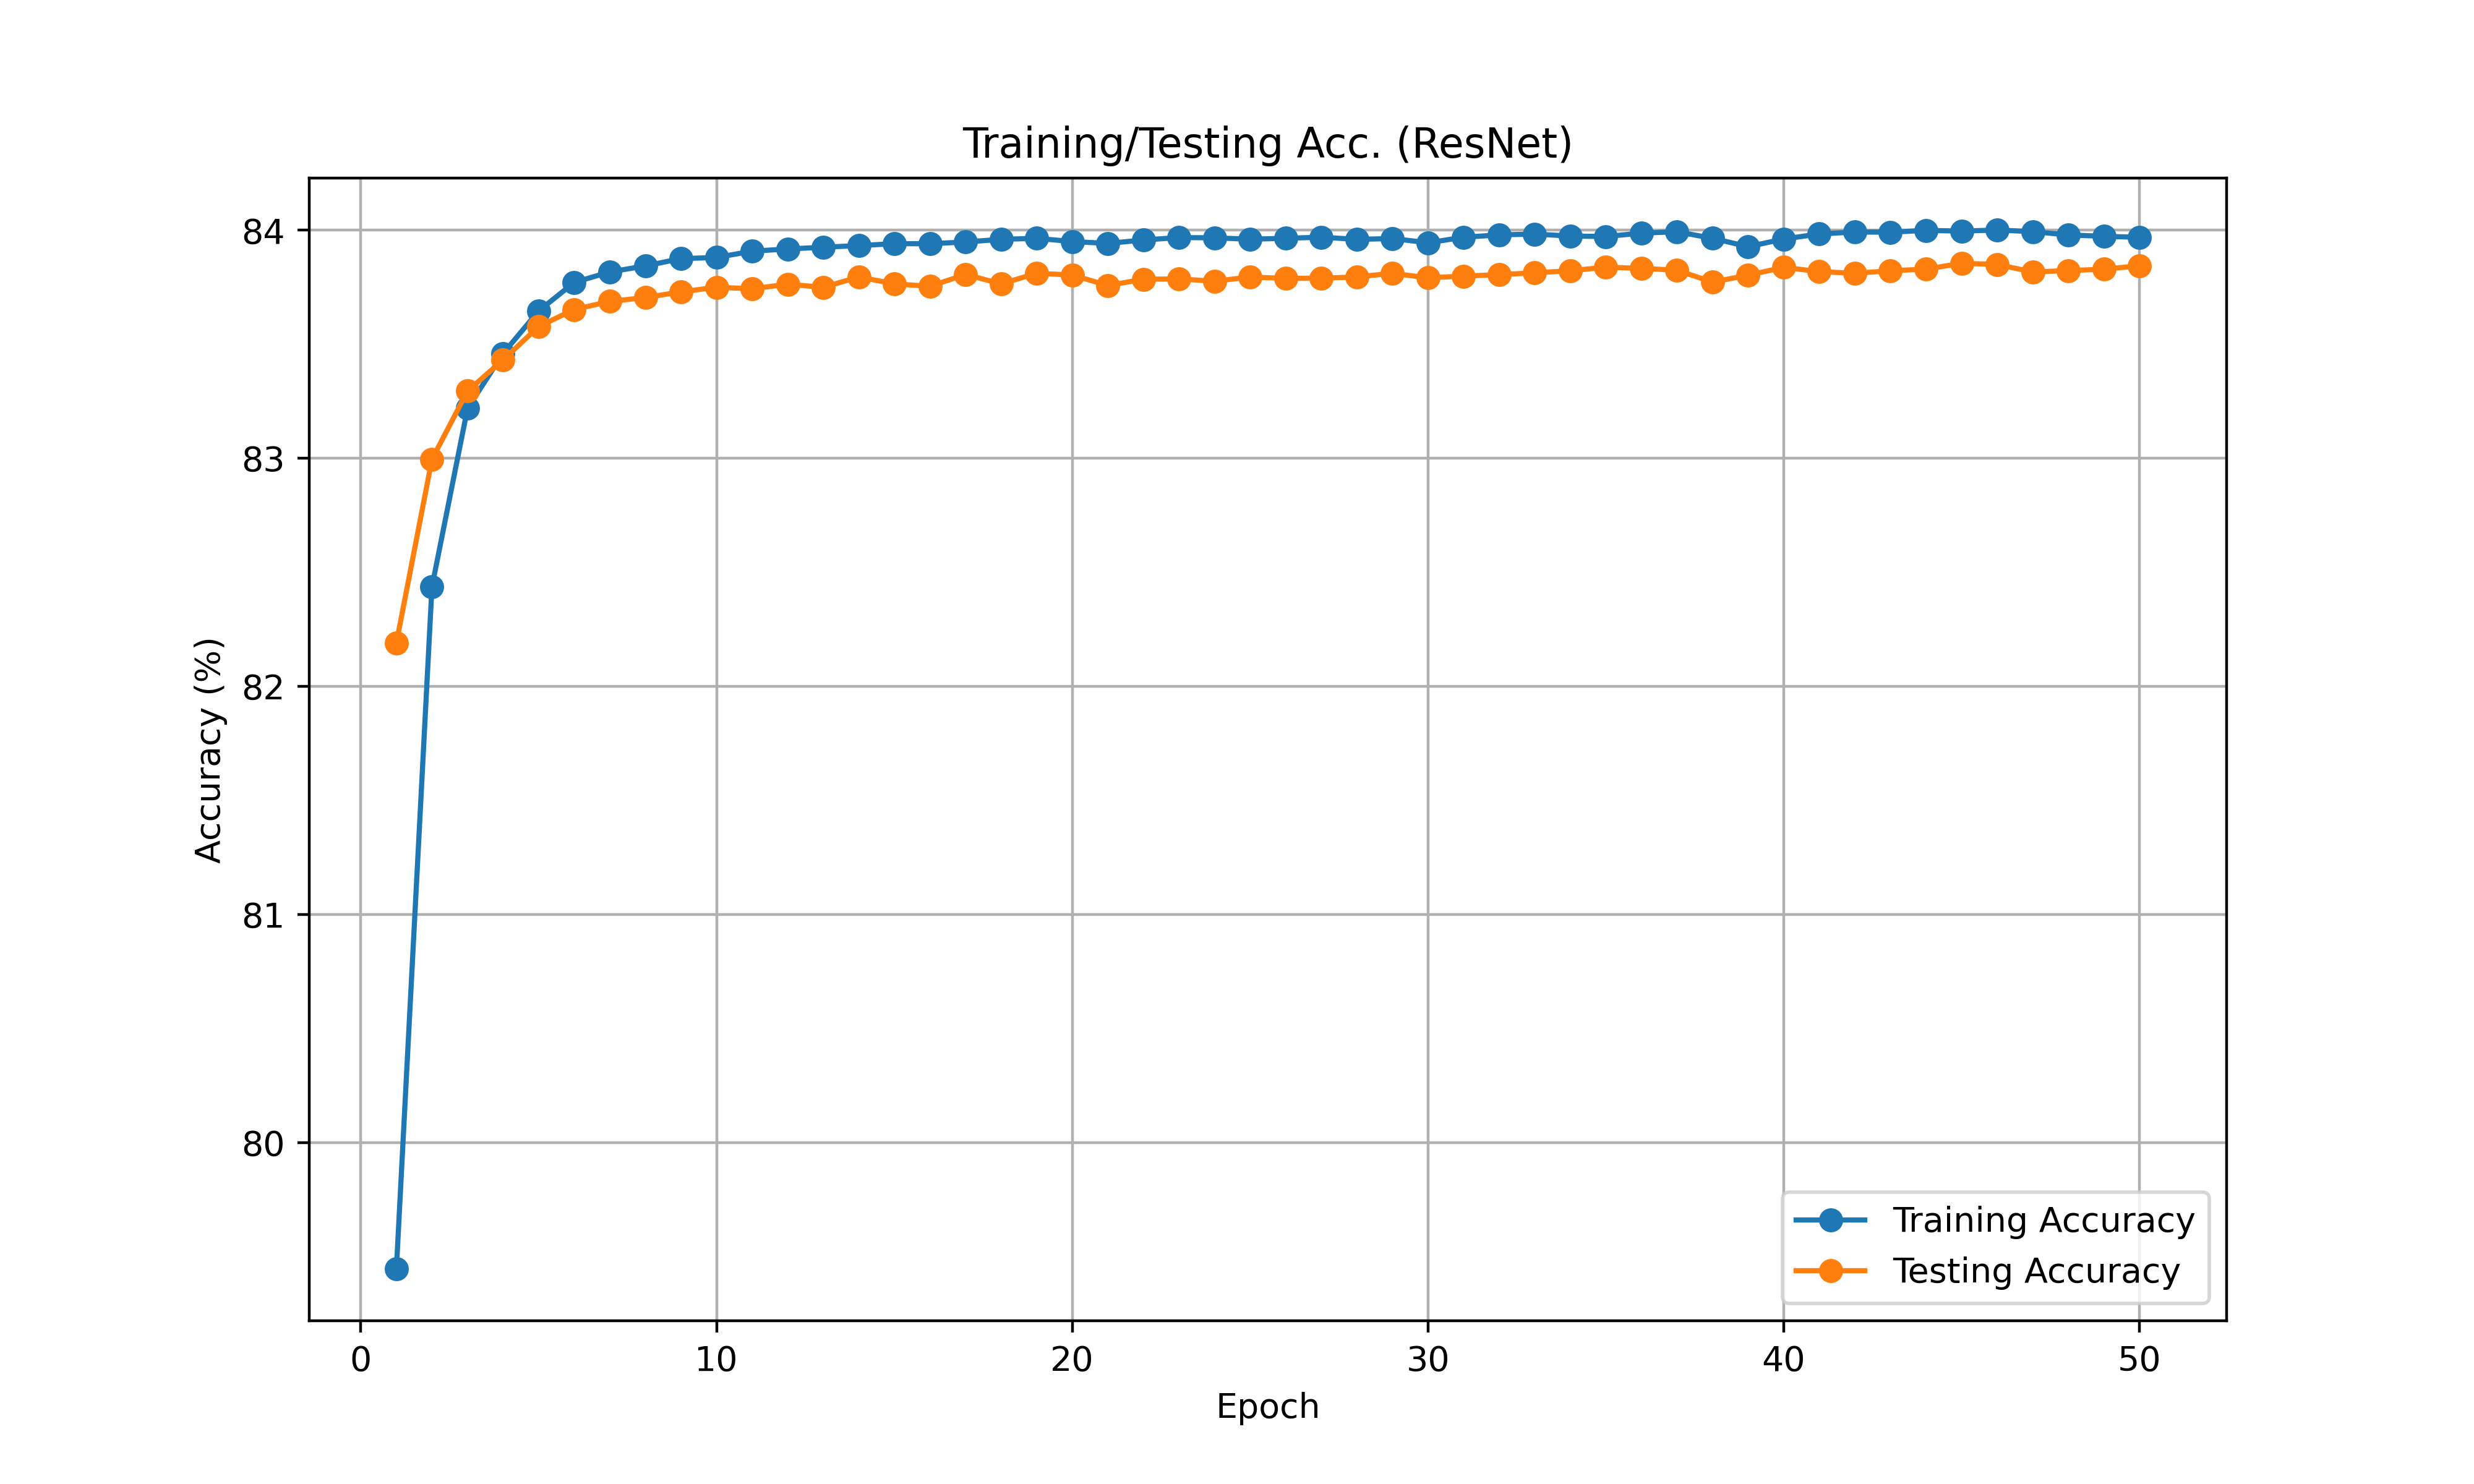 Training/Testing Acc. (ResNet)
84
83
82
81
80
Accuracy (%)
0 10 20 30 40 50
Epoch
Training Accuracy
Testing Accuracy